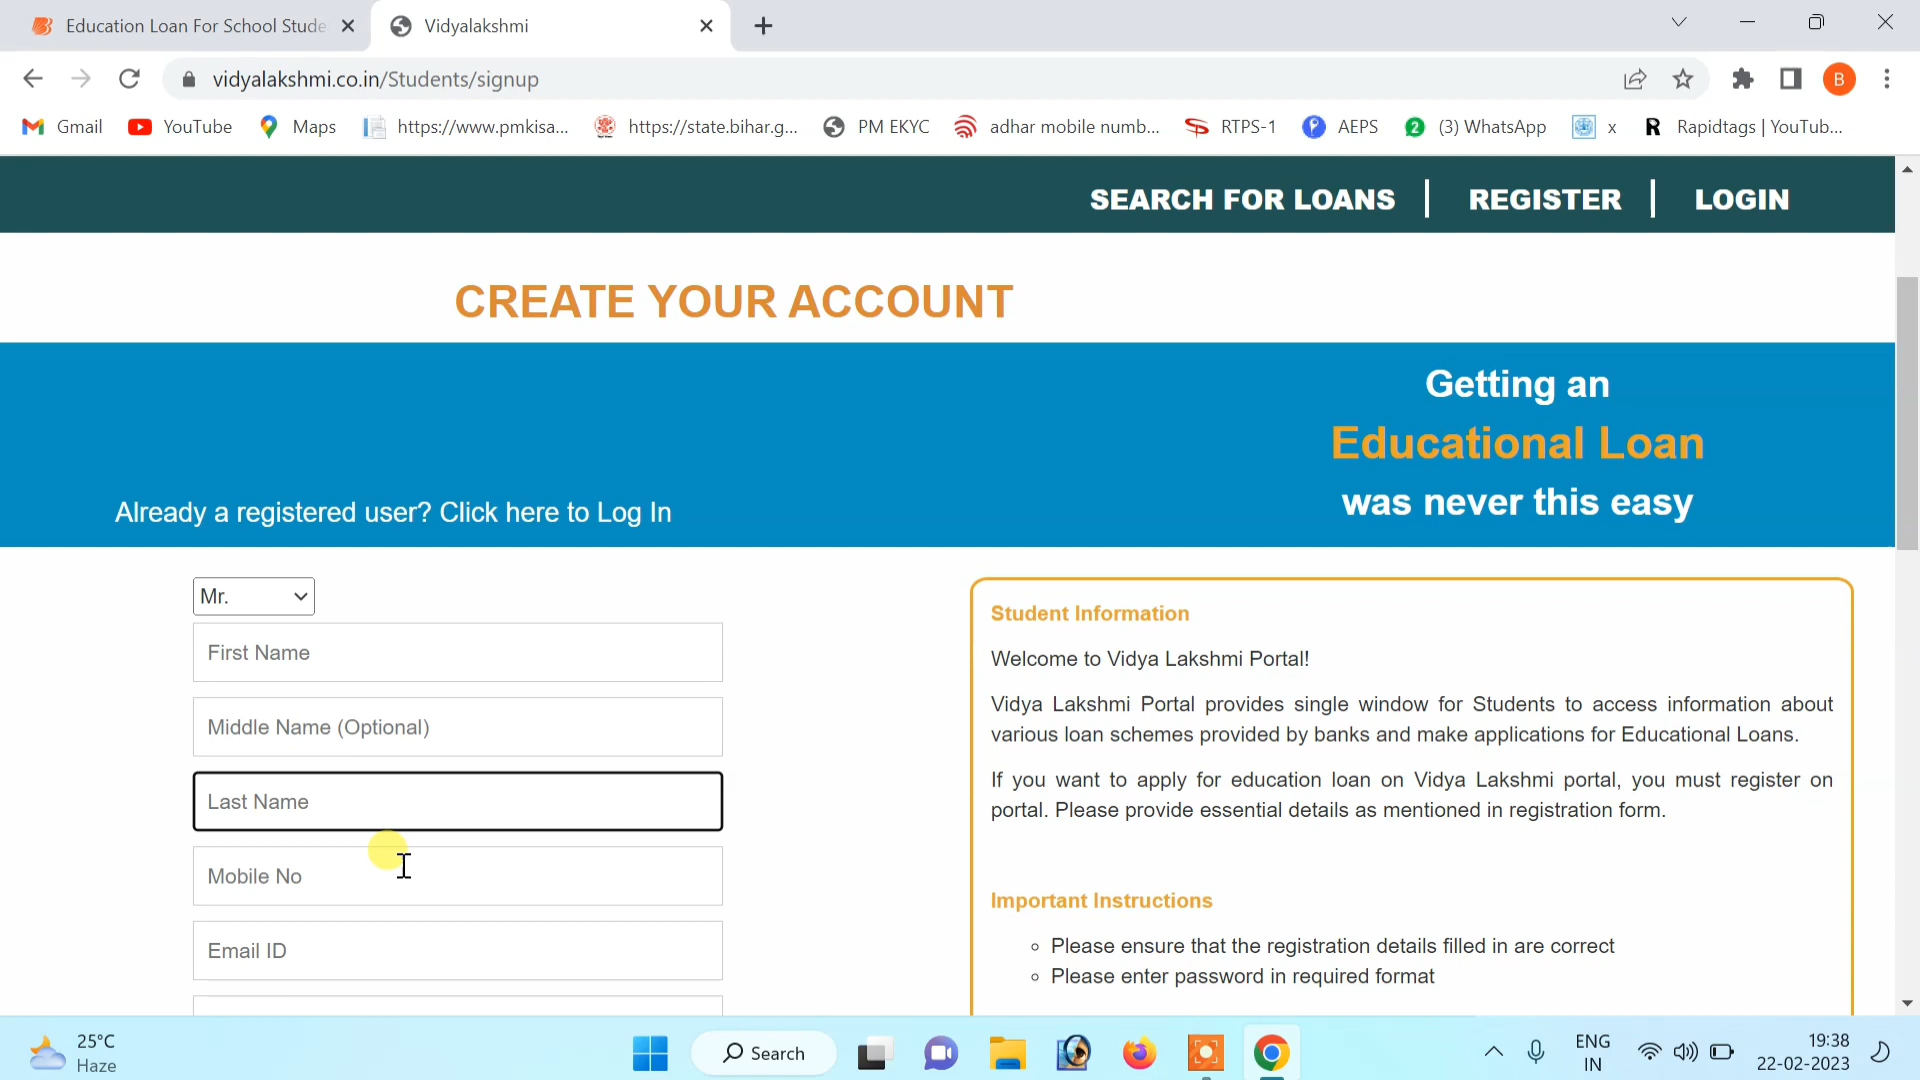 Education Loan For School Stude
Vidyalakshmi
vidyalakshmi.co.in/Students/signup
B
Gmail
YouTube
Maps
https://www.pmkisa...
https://state.bihar.g...
PM EKYC
adhar mobile numb...
RTPS-1
AEPS
2
(3) WhatsApp
x
R
Rapidtags | YouTub...
SEARCH FOR LOANS
REGISTER
LOGIN
CREATE YOUR ACCOUNT
Getting an
Educational Loan
was never this easy
Already a registered user? Click here to Log In
Mr.
First Name
Middle Name (Optional)
Last Name
Mobile No
Email ID
Student Information
Welcome to Vidya Lakshmi Portal!
Vidya Lakshmi Portal provides single window for Students to access information about
various loan schemes provided by banks and make applications for Educational Loans.
If you want to apply for education loan on Vidya Lakshmi portal, you must register on
portal. Please provide essential details as mentioned in registration form.
Important Instructions
Please ensure that the registration details filled in are correct
Please enter password in required format
25°C
Haze
Search
ENG
IN
19:38
22-02-2023